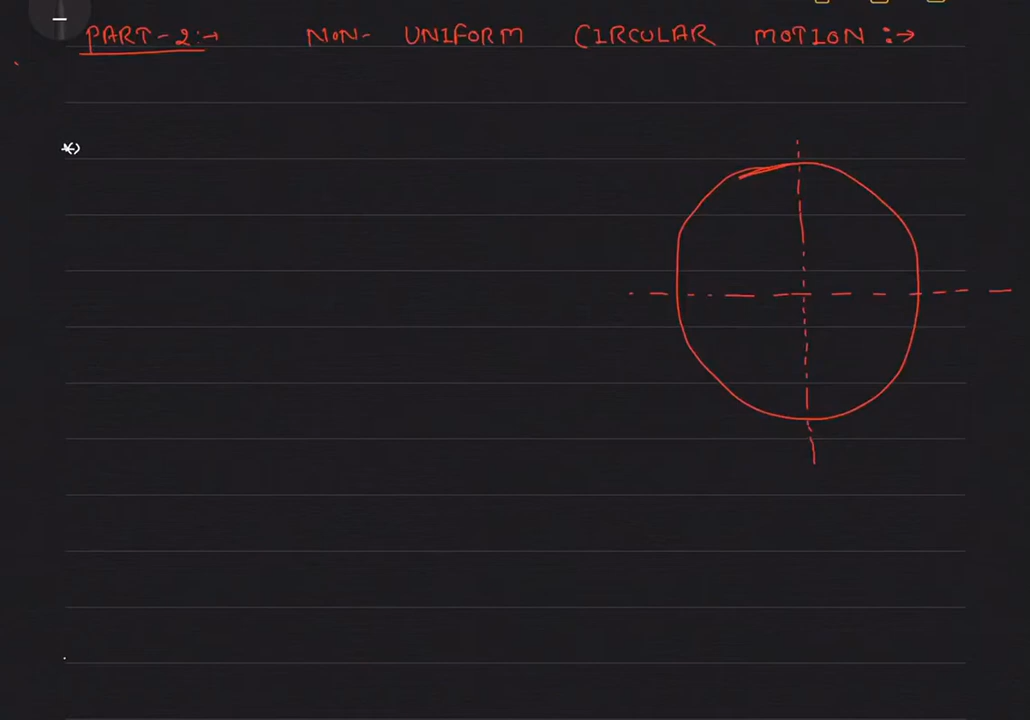 PART-2:→ NON- UNIFORM CIRCULAR MOTION :→
*)